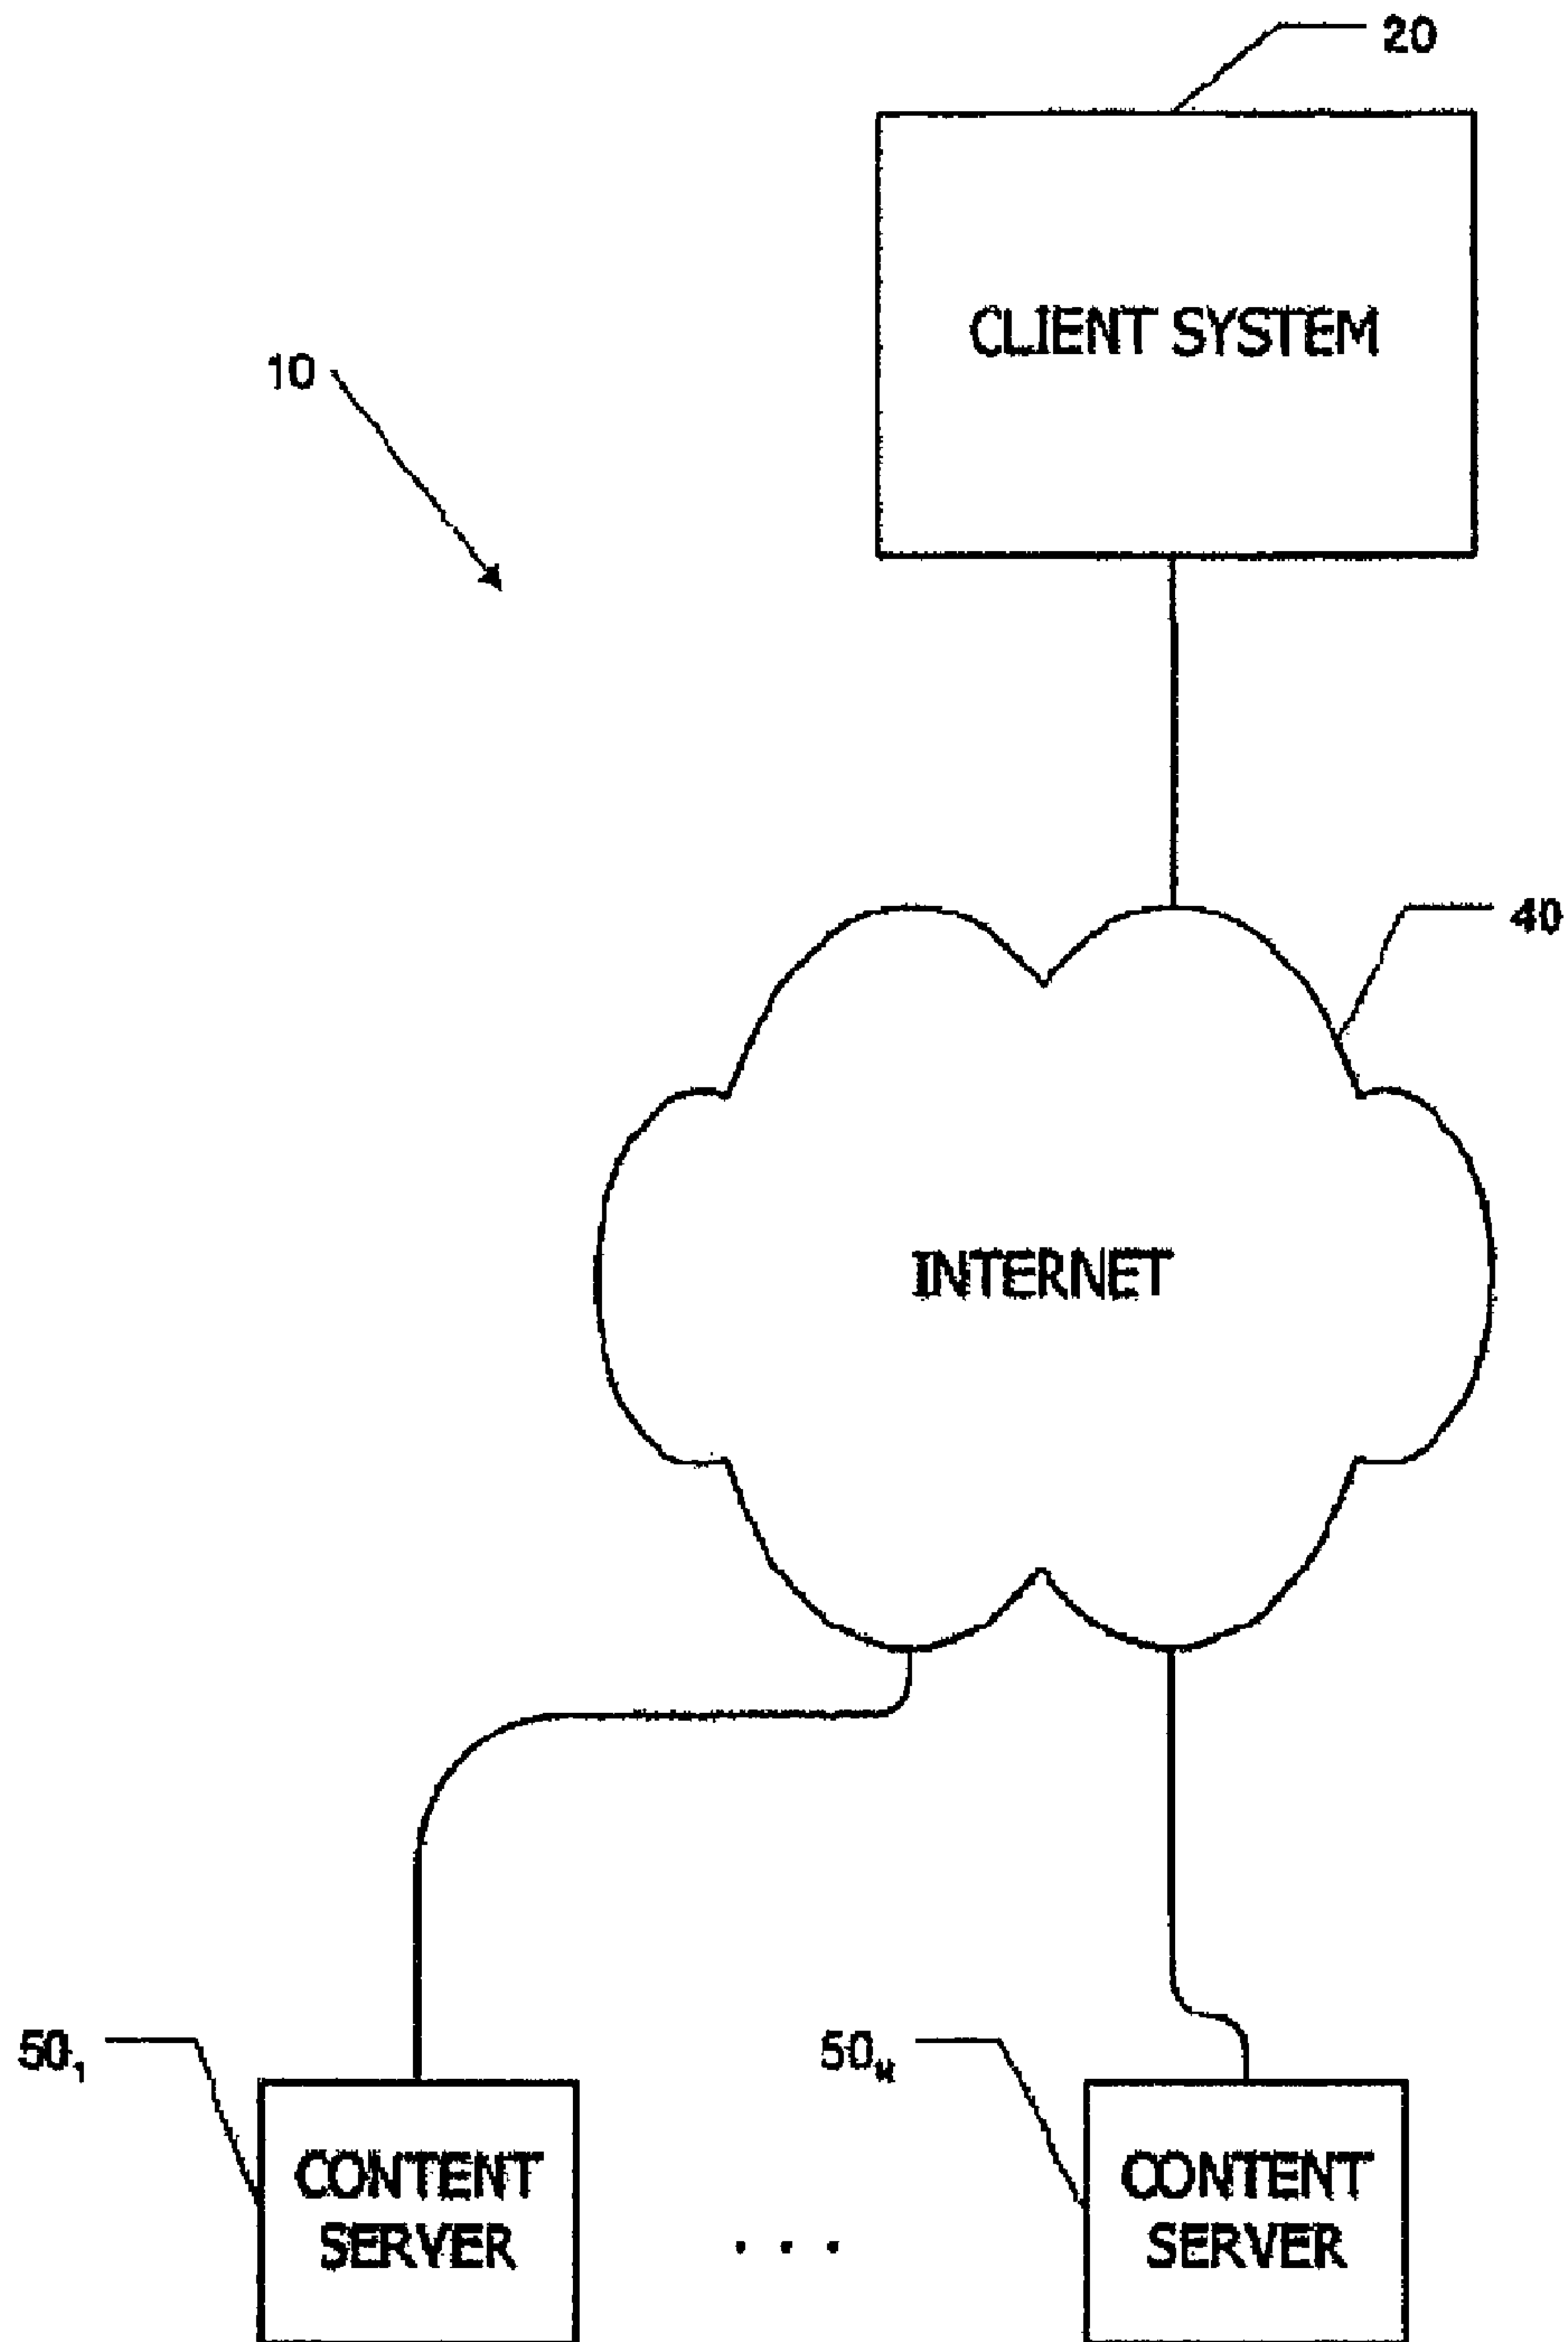 20
CLIENT SYSTEM
10
40
INTERNET
50₁
50ₙ
CONTENT
SERVER
. . .
CONTENT
SERVER